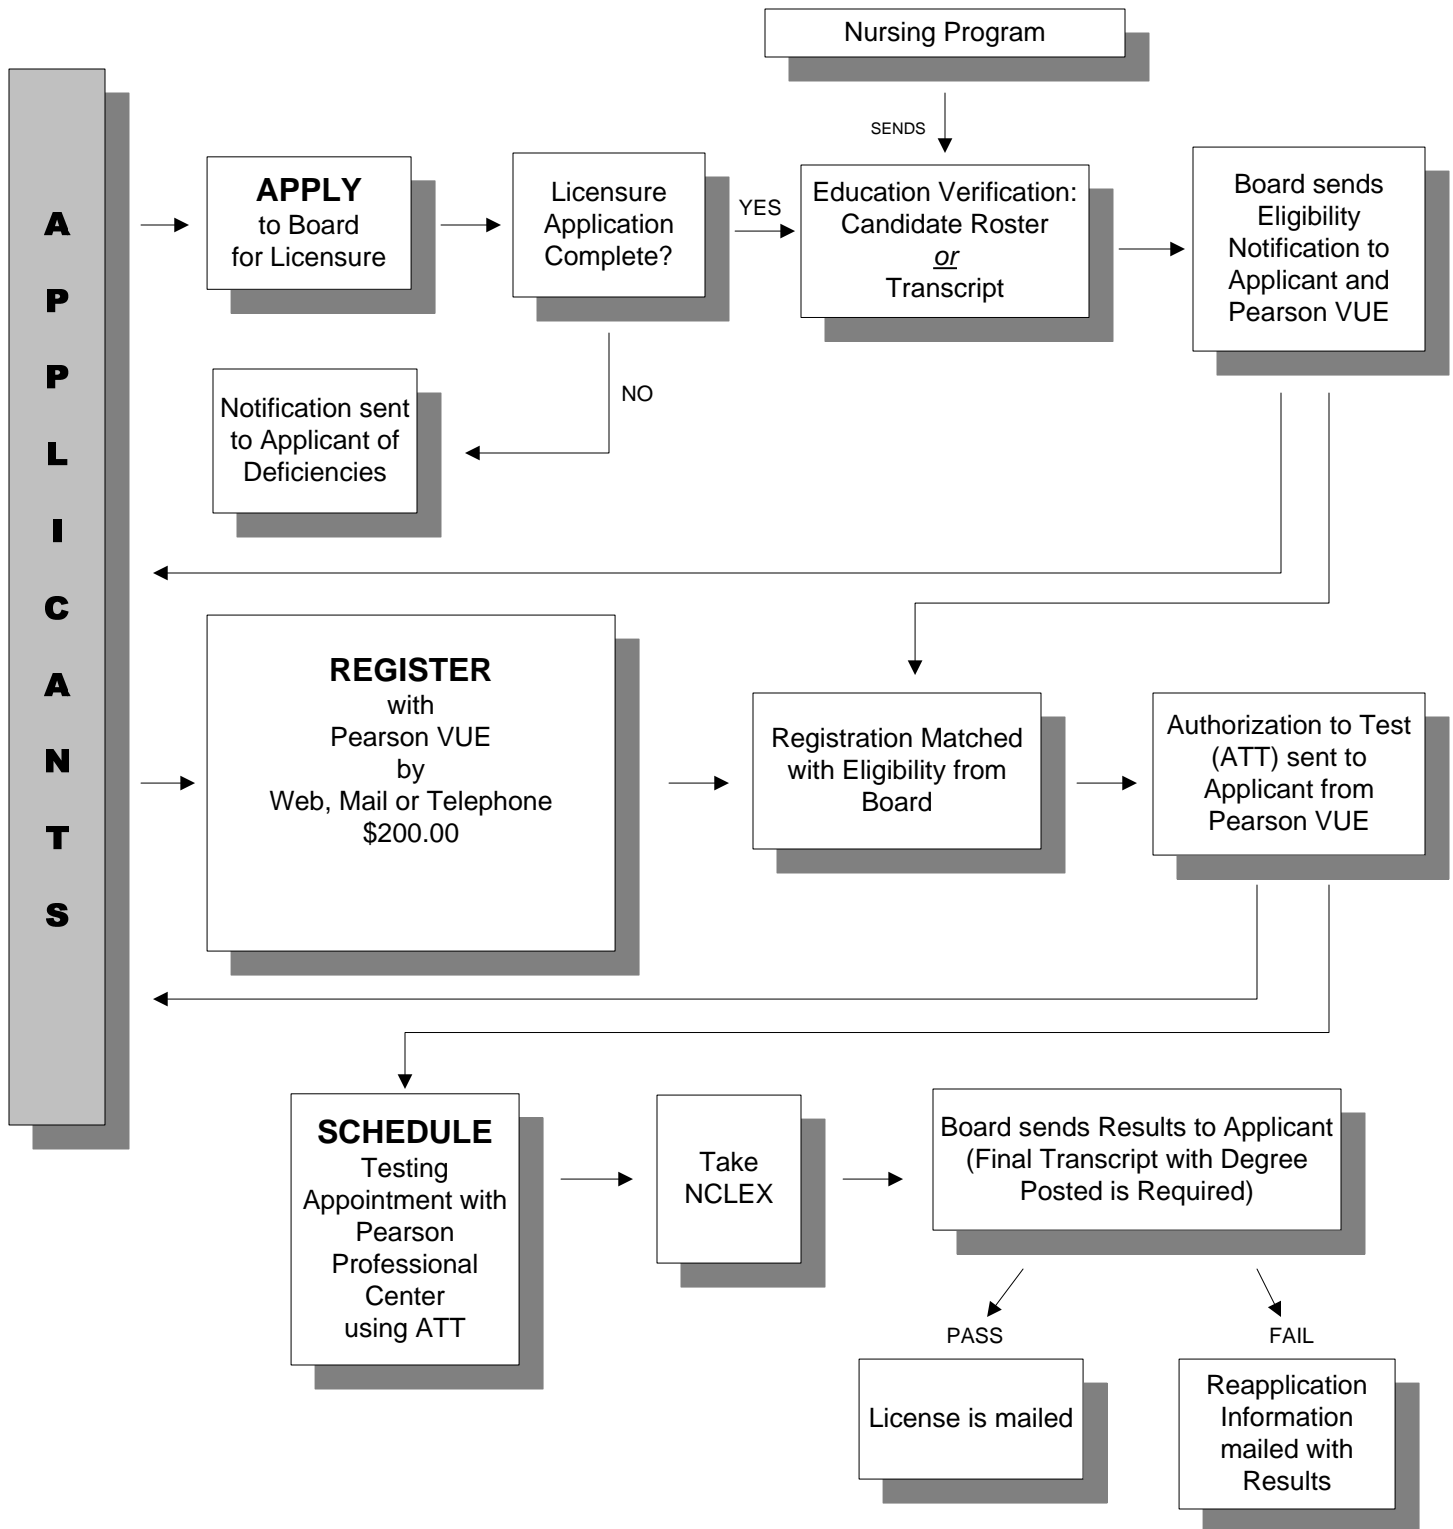 Nursing Program
SENDS
A
P
P
L
I
C
A
N
T
S
APPLY
to Board
for Licensure
Licensure
Application
Complete?
YES
Education Verification:
Candidate Roster
or
Transcript
Board sends
Eligibility
Notification to
Applicant and
Pearson VUE
NO
Notification sent
to Applicant of
Deficiencies
REGISTER
with
Pearson VUE
by
Web, Mail or Telephone
$200.00
Registration Matched
with Eligibility from
Board
Authorization to Test
(ATT) sent to
Applicant from
Pearson VUE
SCHEDULE
Testing
Appointment with
Pearson
Professional
Center
using ATT
Take
NCLEX
Board sends Results to Applicant
(Final Transcript with Degree
Posted is Required)
PASS
FAIL
License is mailed
Reapplication
Information
mailed with
Results